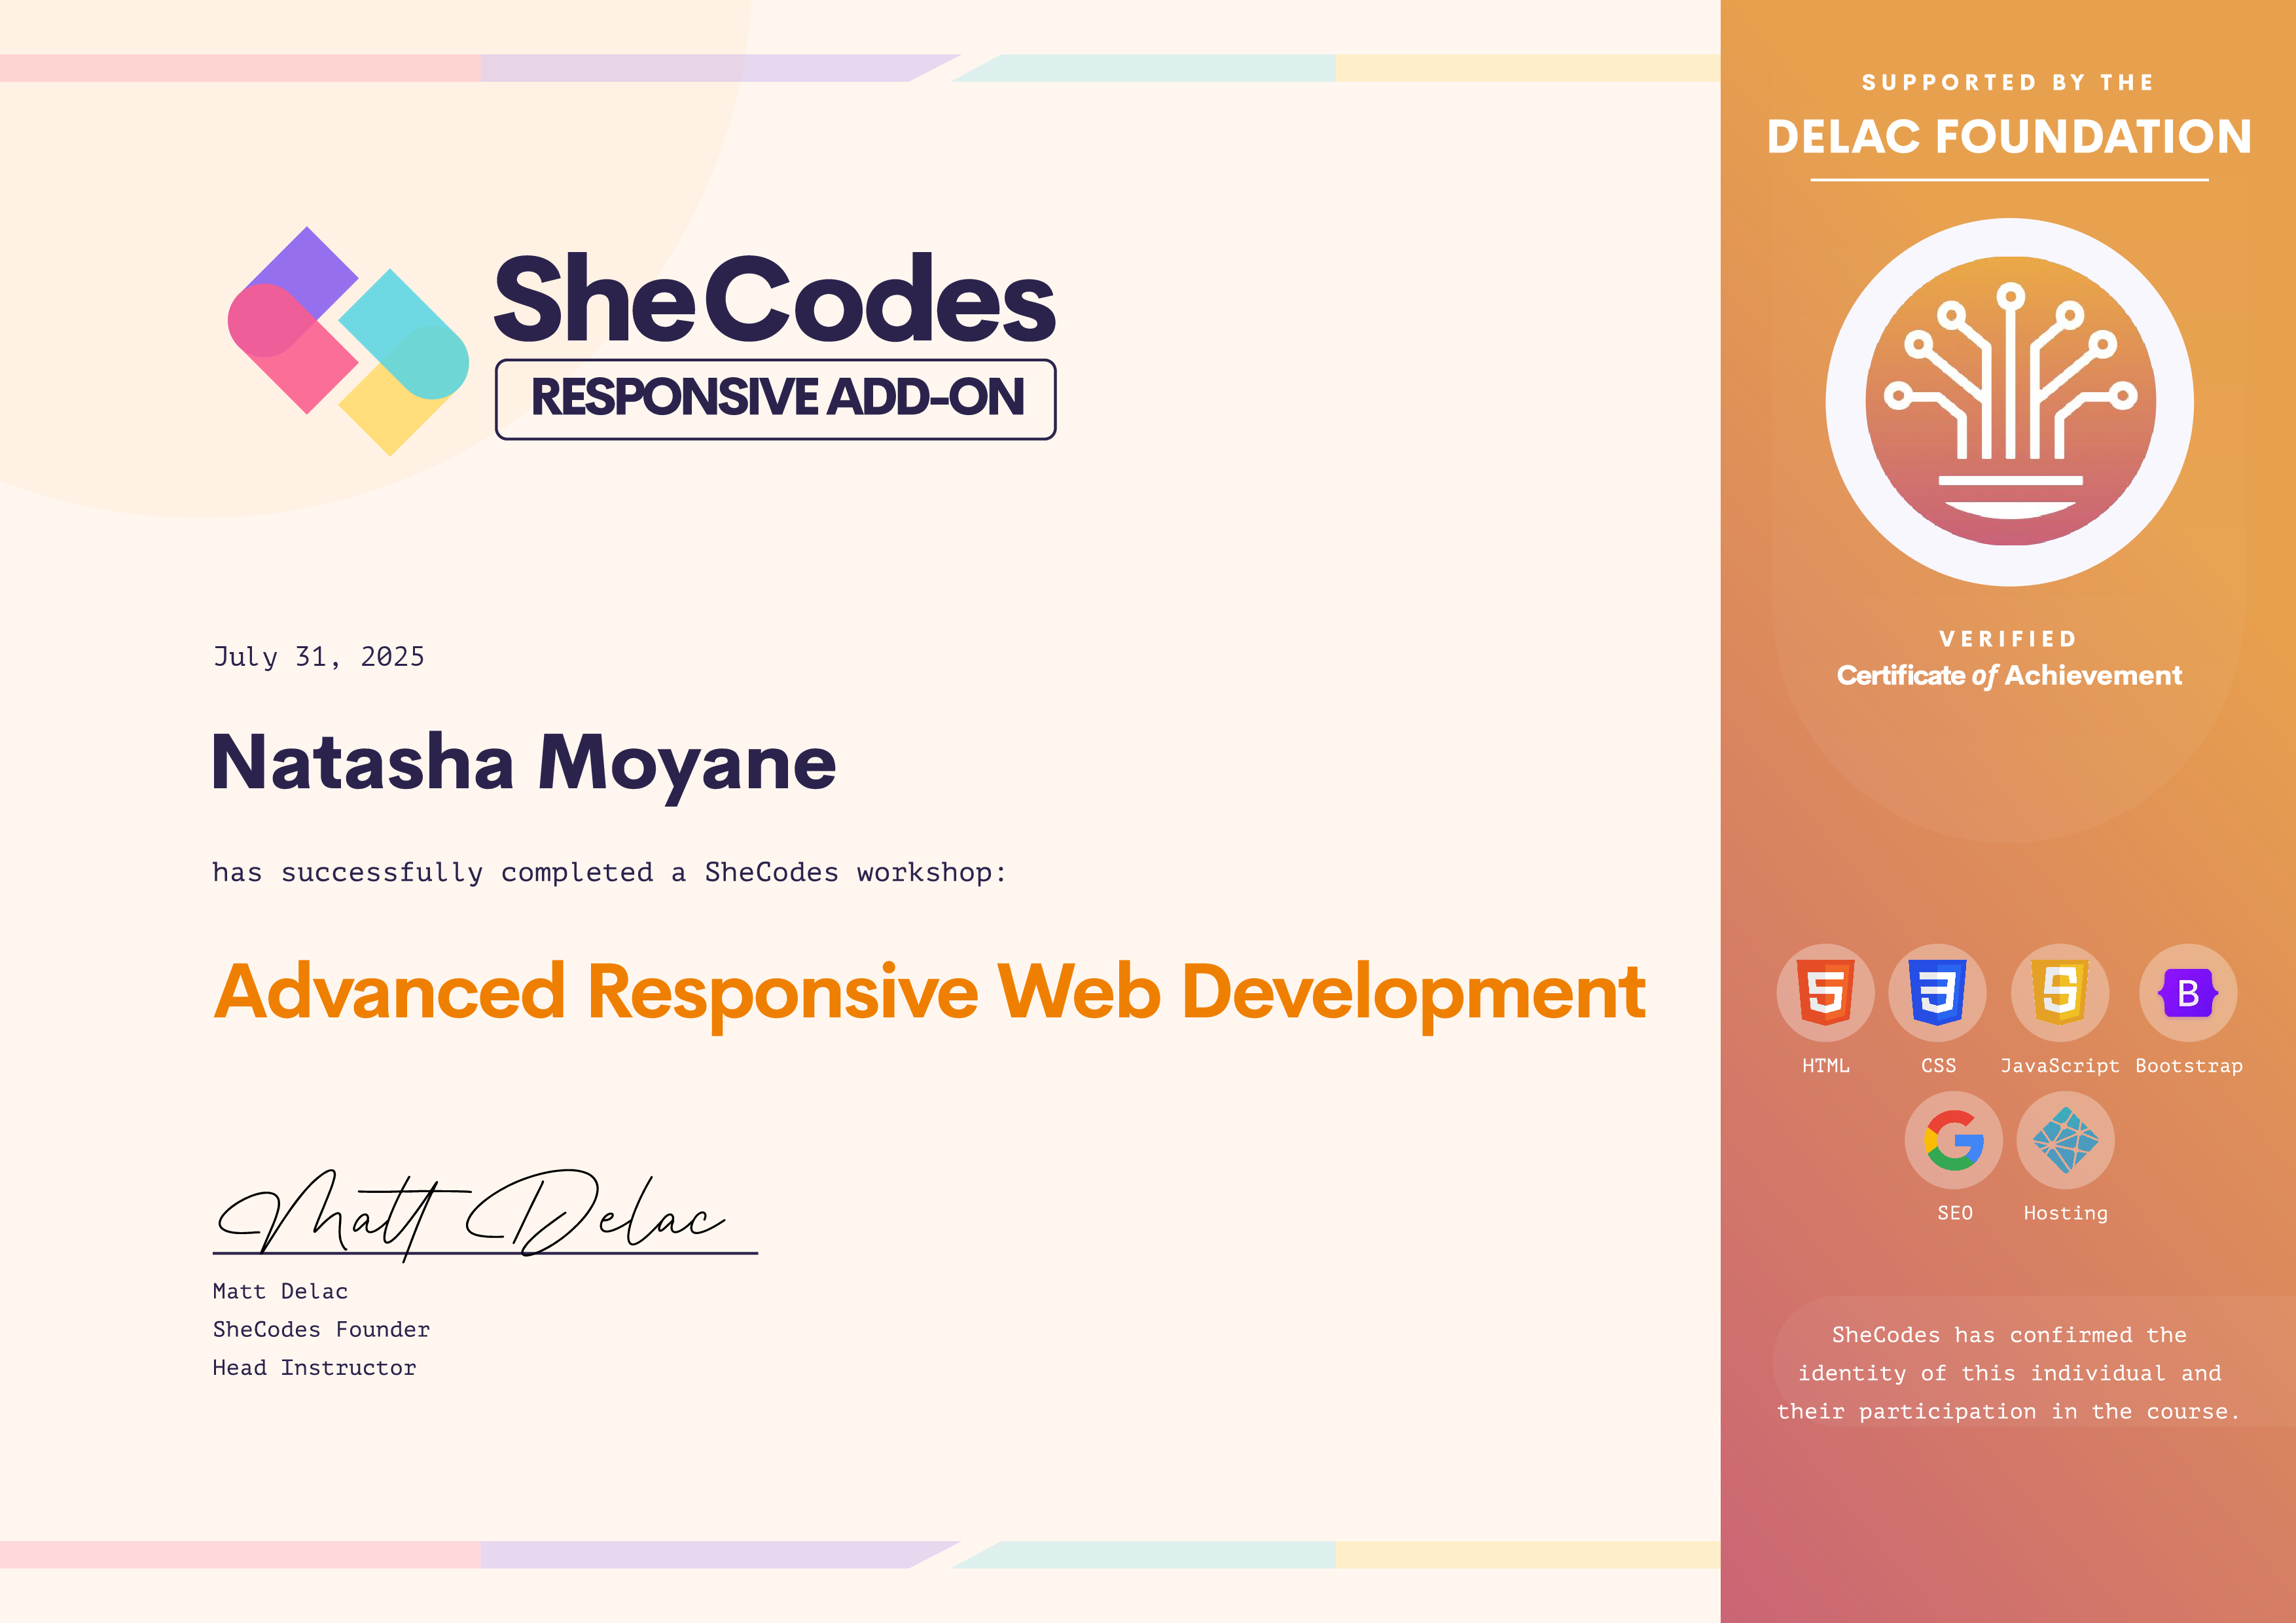 SheCodes
RESPONSIVE ADD-ON
July 31, 2025
Natasha Moyane
has successfully completed a SheCodes workshop:
Advanced Responsive Web Development
Matt Delac
Matt Delac
SheCodes Founder
Head Instructor
SUPPORTED BY THE
DELAC FOUNDATION
VERIFIED
Certificate of Achievement
HTML CSS JavaScript Bootstrap
SEO Hosting
SheCodes has confirmed the
identity of this individual and
their participation in the course.